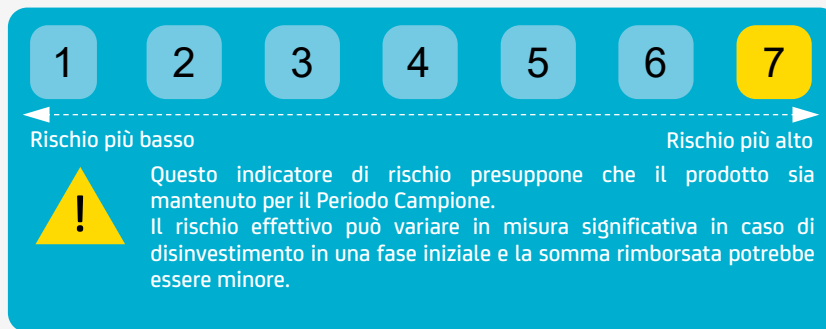 1 2 3 4 5 6 7
Rischio più basso Rischio più alto
!
Questo indicatore di rischio presuppone che il prodotto sia
mantenuto per il Periodo Campione.
Il rischio effettivo può variare in misura significativa in caso di
disinvestimento in una fase iniziale e la somma rimborsata potrebbe
essere minore.